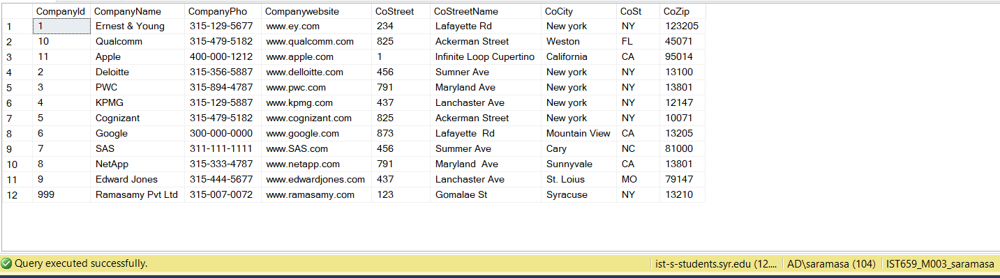 CompanyId CompanyName CompanyPho Companywebsite CoStreet CoStreetName CoCity CoSt CoZip
1 1 Ernest & Young 315-129-5677 www.ey.com 234 Lafayette Rd New york NY 123205
2 10 Qualcomm 315-479-5182 www.qualcomm.com 825 Ackerman Street Weston FL 45071
3 11 Apple 400-000-1212 www.apple.com 1 Infinite Loop Cupertino California CA 95014
4 2 Deloitte 315-356-5887 www.delloitte.com 456 Sumner Ave New york NY 13100
5 3 PWC 315-894-4787 www.pwc.com 791 Maryland Ave New york NY 13801
6 4 KPMG 315-129-5887 www.kpmg.com 437 Lanchaster Ave New york NY 12147
7 5 Cognizant 315-479-5182 www.cognizant.com 825 Ackerman Street New york NY 10071
8 6 Google 300-000-0000 www.google.com 873 Lafayette  Rd Mountain View CA 13205
9 7 SAS 311-111-1111 www.SAS.com 456 Summer Ave Cary NC 81000
10 8 NetApp 315-333-4787 www.netapp.com 791 Maryland  Ave Sunnyvale CA 13801
11 9 Edward Jones 315-444-5677 www.edwardjones.com 437 Lanchaster Ave St. Loius MO 79147
12 999 Ramasamy Pvt Ltd 315-007-0072 www.ramasamy.com 123 Gomalae St Syracuse NY 13210
Query executed successfully. ist-s-students.syr.edu (12.... AD\saramasa (104) IST659_M003_saramasa